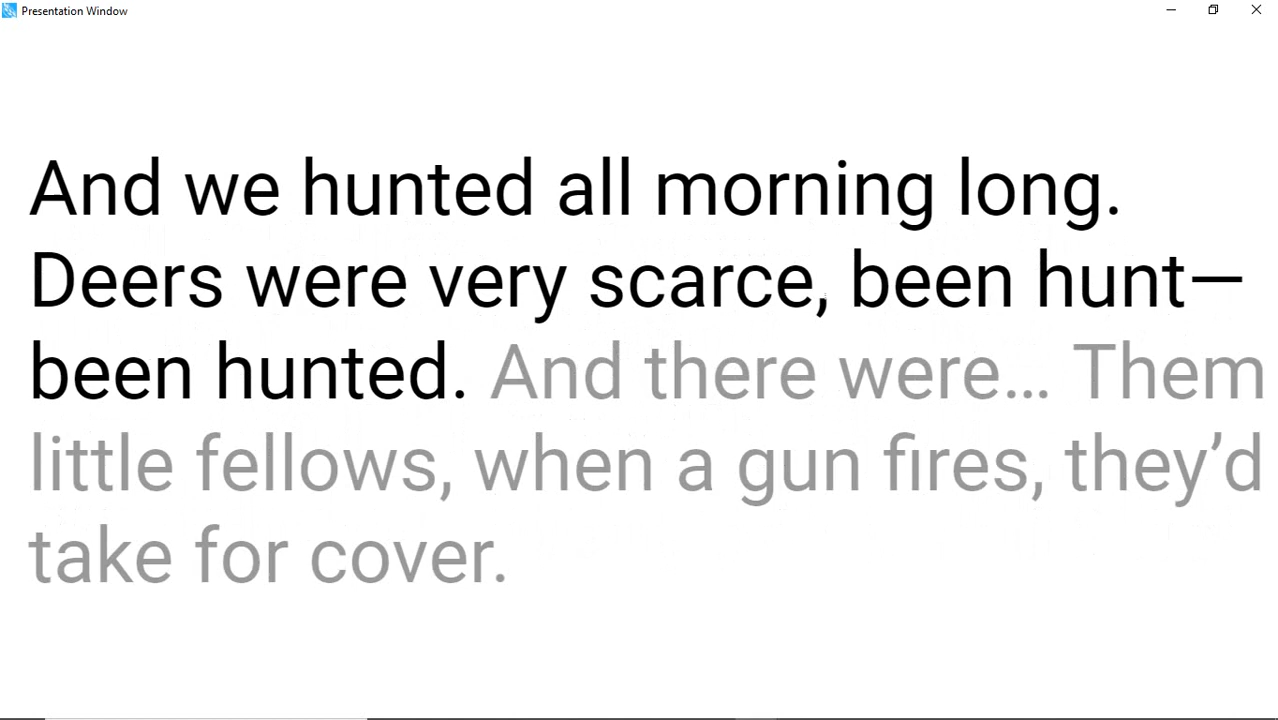 Presentation Window
And we hunted all morning long.
Deers were very scarce, been hunt—
been hunted. And there were… Them
little fellows, when a gun fires, they’d
take for cover.